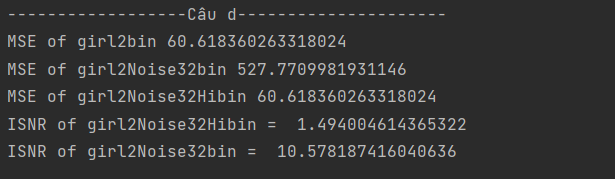 ------------------Câu d---------------------
MSE of girl2bin 60.618360263318024
MSE of girl2Noise32bin 527.7709981931146
MSE of girl2Noise32Hibin 60.618360263318024
ISNR of girl2Noise32Hibin =  1.494004614365322
ISNR of girl2Noise32bin =  10.578187416040636